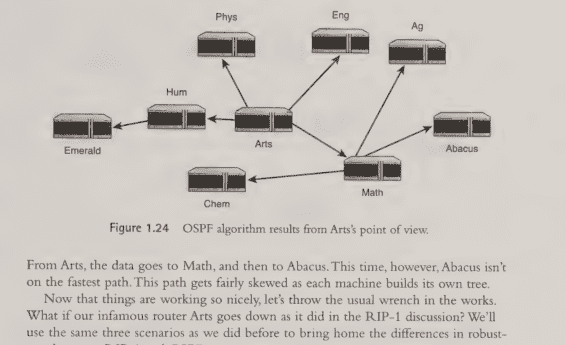 Phys
Eng
Ag
Hum
Emerald
Arts
Abacus
Math
Chem
Figure 1.24 OSPF algorithm results from Arts's point of view.
From Arts, the data goes to Math, and then to Abacus. This time, however, Abacus isn't
on the fastest path. This path gets fairly skewed as each machine builds its own tree.
Now that things are working so nicely, let's throw the usual wrench in the works.
What if our infamous router Arts goes down as it did in the RIP-1 discussion? We'll
use the same three scenarios as we did before to bring home the differences in robust-